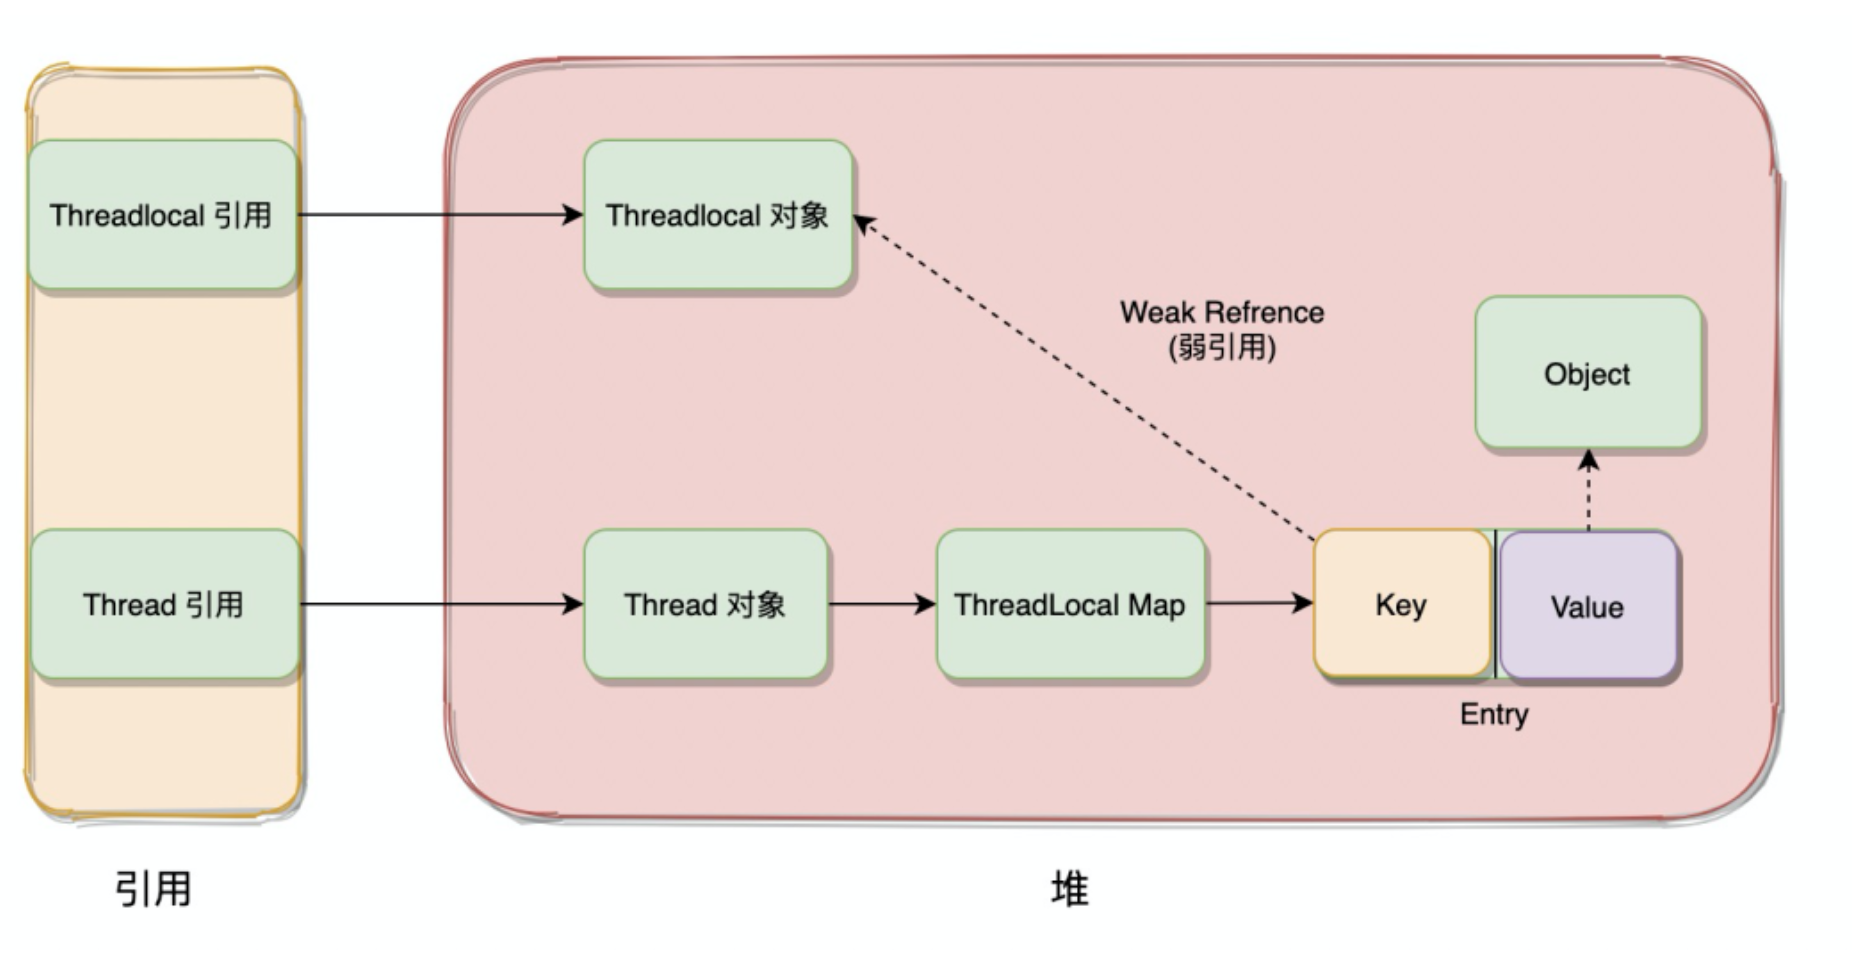 Threadlocal 引用
Threadlocal 对象
Weak Refrence
(弱引用)
Object
Thread 引用
Thread 对象
ThreadLocal Map
Key
Value
Entry
引用
堆